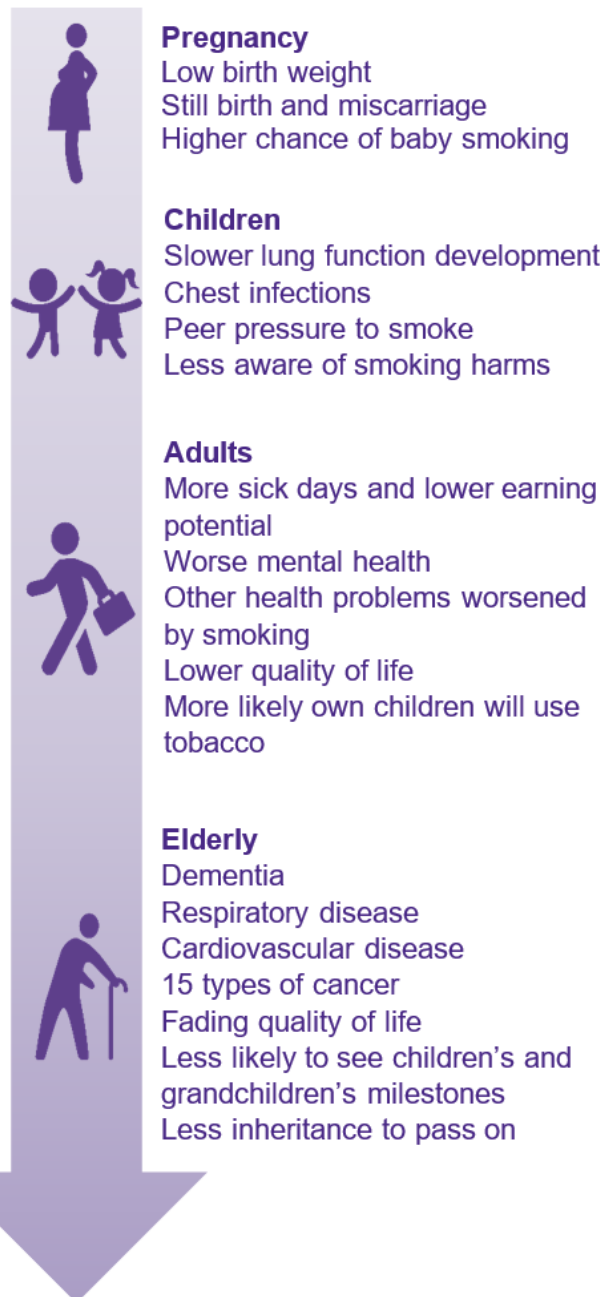 Pregnancy
Low birth weight
Still birth and miscarriage
Higher chance of baby smoking
Children
Slower lung function development
Chest infections
Peer pressure to smoke
Less aware of smoking harms
Adults
More sick days and lower earning
potential
Worse mental health
Other health problems worsened
by smoking
Lower quality of life
More likely own children will use
tobacco
Elderly
Dementia
Respiratory disease
Cardiovascular disease
15 types of cancer
Fading quality of life
Less likely to see children’s and
grandchildren’s milestones
Less inheritance to pass on